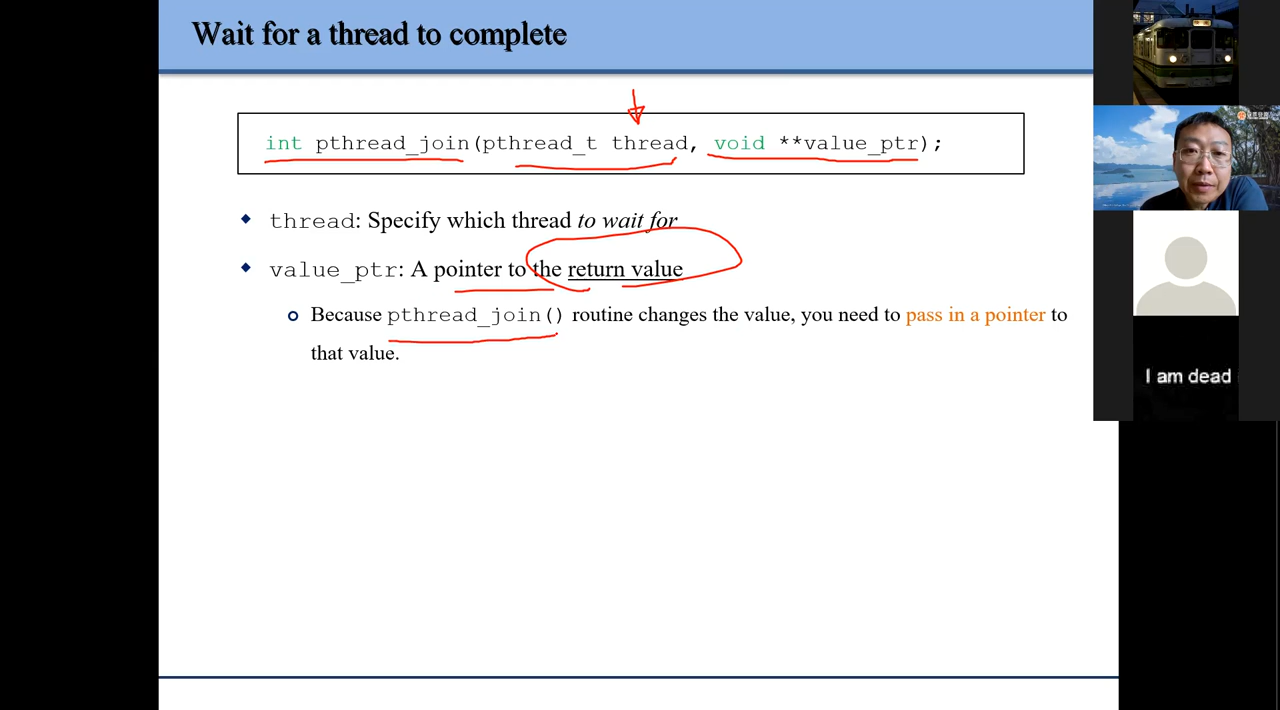 Wait for a thread to complete
int pthread_join(pthread_t thread, void **value_ptr);
thread: Specify which thread to wait for
value_ptr: A pointer to the return value
Because pthread_join() routine changes the value, you need to pass in a pointer to
that value.
I am dead